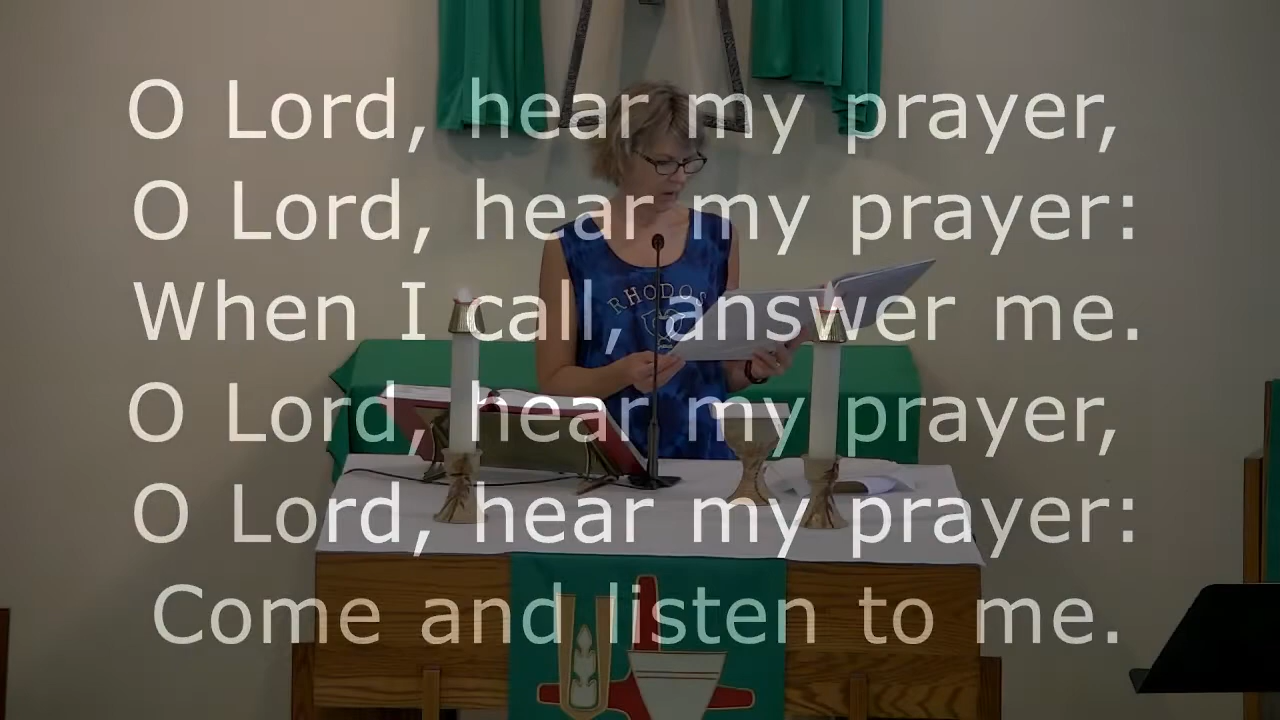 O Lord, hear my prayer,
O Lord, hear my prayer:
When I call, answer me.
O Lord, hear my prayer,
O Lord, hear my prayer:
Come and listen to me.
RHODOS